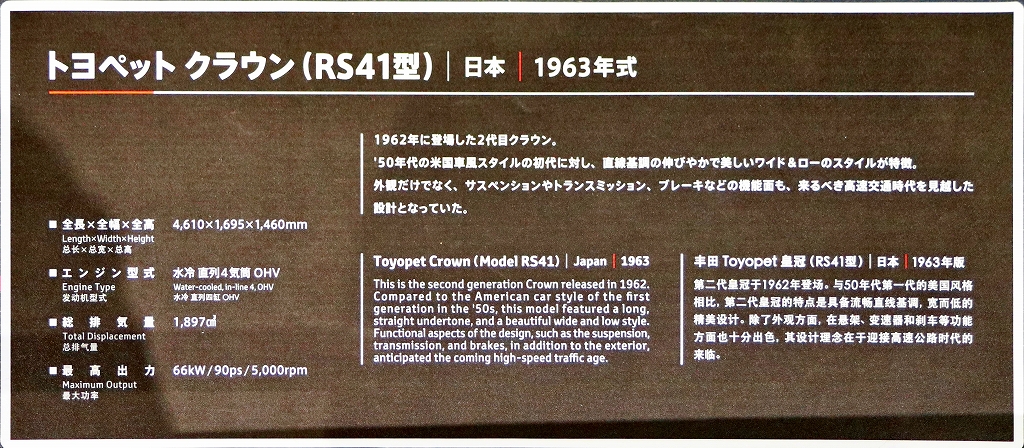 トヨペット クラウン（RS41型）｜日本｜1963年式
1962年に登場した2代目クラウン。
'50年代の米国車風スタイルの初代に対し、直線基調の伸びやかで美しいワイド＆ローのスタイルが特徴。
外観だけでなく、サスペンションやトランスミッション、ブレーキなどの機能面も、来るべき高速交通時代を見越した
設計となっていた。
■ 全長×全幅×全高 4,610×1,695×1,460mm
Length×Width×Height
总长×总宽×总高
■ エンジン型式 水冷 直列4気筒 OHV
Engine Type Water-cooled, in-line 4, OHV
发动机型式 水冷 直列四缸 OHV
■ 総排気量 1,897㎤
Total Displacement
总排气量
■ 最高出力 66kW/90ps/5,000rpm
Maximum Output
最大功率
Toyopet Crown (Model RS41)｜Japan｜1963
This is the second generation Crown released in 1962.
Compared to the American car style of the first
generation in the '50s, this model featured a long,
straight undertone, and a beautiful wide and low style.
Functional aspects of the design, such as the suspension,
transmission, and brakes, in addition to the exterior,
anticipated the coming high-speed traffic age.
丰田 Toyopet 皇冠（RS41型）｜日本｜1963年版
第二代皇冠于1962年登场。与50年代第一代的美国风格
相比，第二代皇冠的特点是具备流畅直线基调，宽而低的
精美设计。除了外观方面，在悬架、变速器和刹车等功能
方面也十分出色，其设计理念在于迎接高速公路时代的
来临。